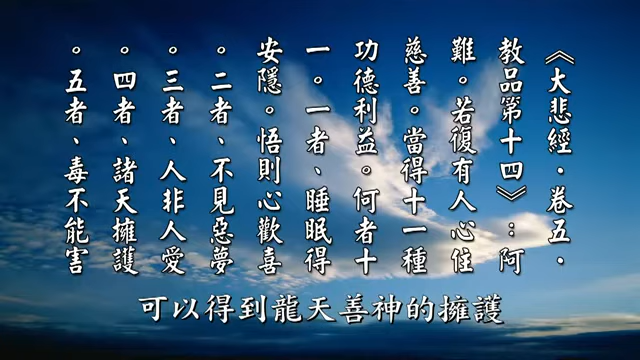 《大悲經．卷五．
教品第十四》：阿
難。若復有人心住
慈善。當得十一種
功德利益。何者十
一。一者、睡眠得
安隱。悟則心歡喜
。二者、不見惡夢
。三者、人非人愛
。四者、諸天擁護
。五者、毒不能害
可以得到龍天善神的擁護